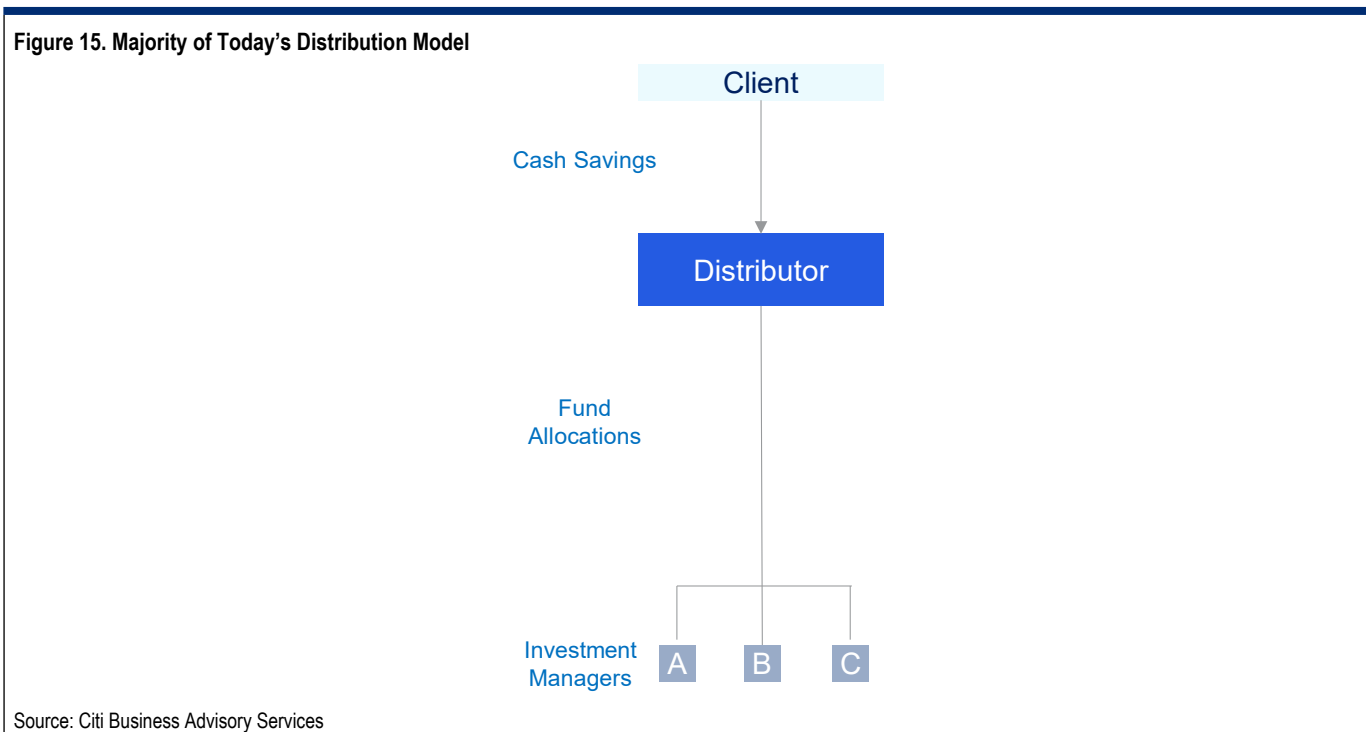 Figure 15. Majority of Today’s Distribution Model
Client
Cash Savings
Distributor
Fund
Allocations
Investment
Managers
A B C
Source: Citi Business Advisory Services